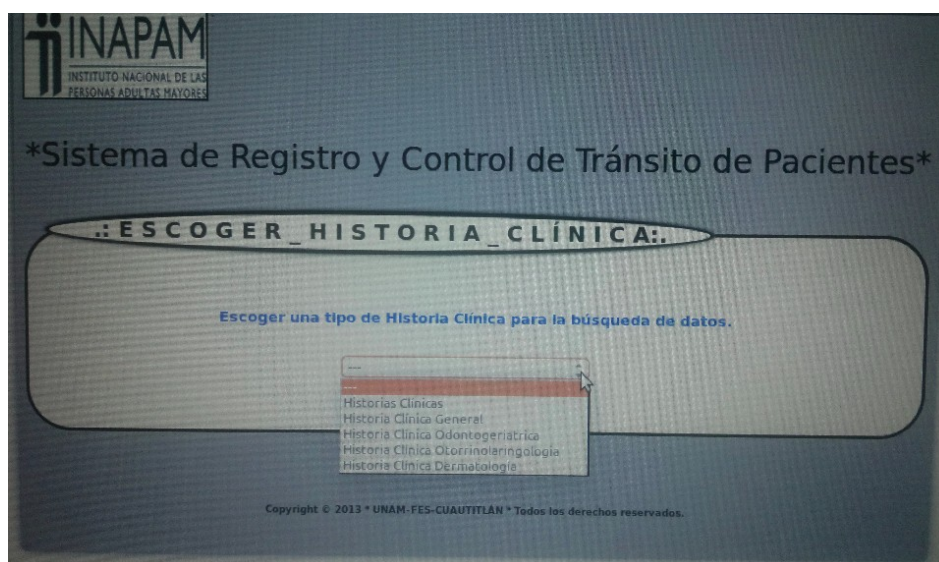 INAPAM
INSTITUTO NACIONAL DE LAS
PERSONAS ADULTAS MAYORES
*Sistema de Registro y Control de Tránsito de Pacientes*
.:ESCOGER_HISTORIA_CLÍNICA:.
Escoger una tipo de Historia Clínica para la búsqueda de datos.
---
---
Historias Clinicas
Historia Clínica General
Historia Clínica Odontogeriatrica
Historia Clínica Otorrinolaringología
Historia Clínica Dermatología
Copyright © 2013 * UNAM-FES-CUAUTITLÁN * Todos los derechos reservados.